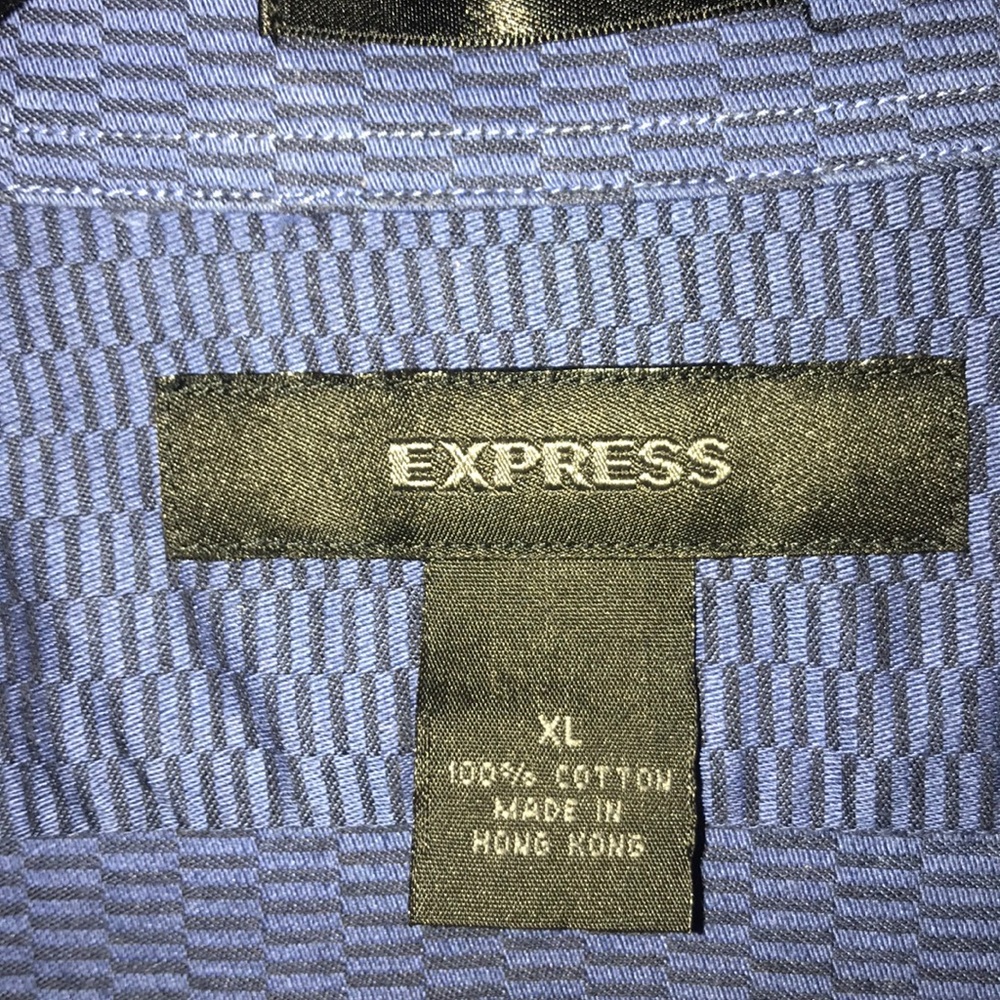 EXPRESS
XL
100% COTTON
MADE IN
HONG KONG